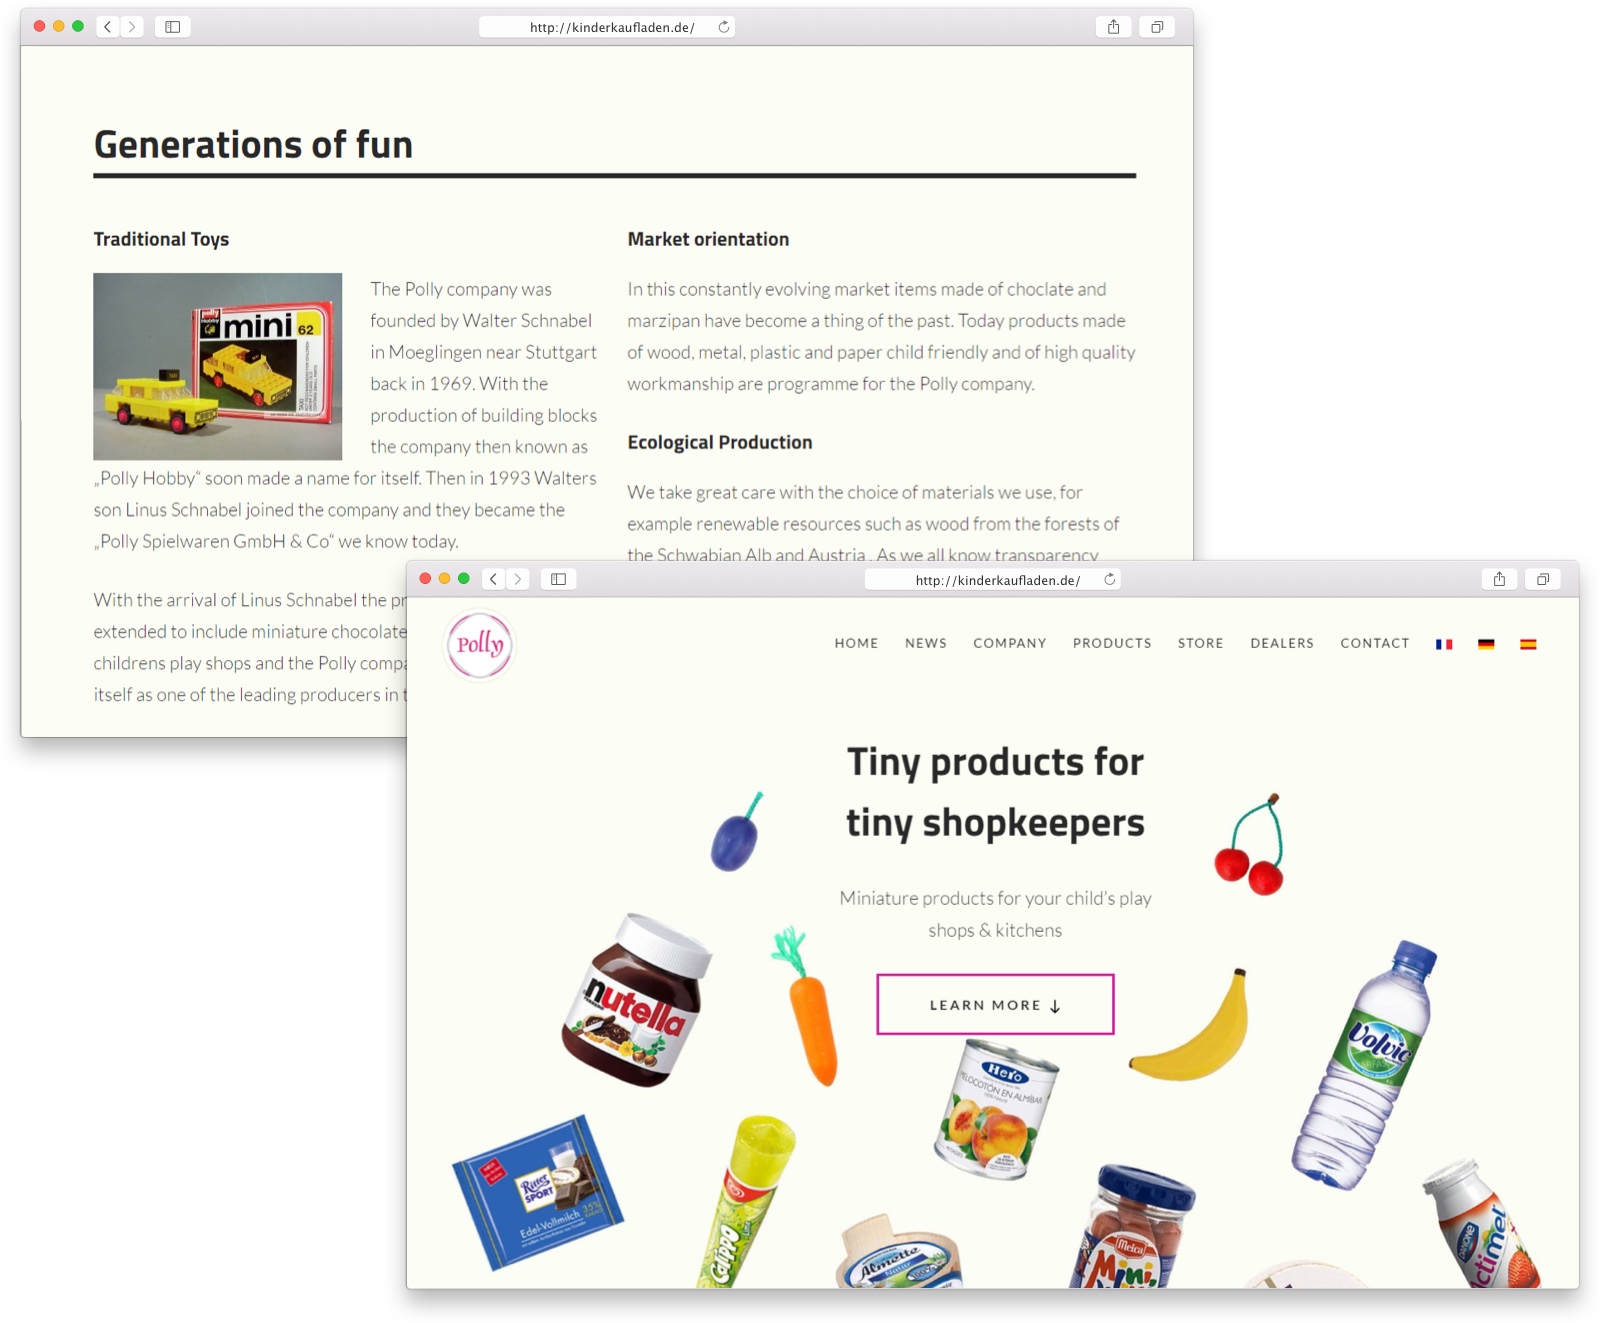 http://kinderkaufladen.de/
Generations of fun
Traditional Toys
polly
Hobby
mini
62
TAXI
The Polly company was
founded by Walter Schnabel
in Moeglingen near Stuttgart
back in 1969. With the
production of building blocks
the company then known as
„Polly Hobby“ soon made a name for itself. Then in 1993 Walters
son Linus Schnabel joined the company and they became the
„Polly Spielwaren GmbH & Co“ we know today.
With the arrival of Linus Schnabel the pr
extended to include miniature chocolate
childrens play shops and the Polly compa
itself as one of the leading producers in t
Market orientation
In this constantly evolving market items made of choclate and
marzipan have become a thing of the past. Today products made
of wood, metal, plastic and paper child friendly and of high quality
workmanship are programme for the Polly company.
Ecological Production
We take great care with the choice of materials we use, for
example renewable resources such as wood from the forests of
the Schwabian Alb and Austria . As we all know transparency
http://kinderkaufladen.de/
Polly
HOME NEWS COMPANY PRODUCTS STORE DEALERS CONTACT
Tiny products for
tiny shopkeepers
Miniature products for your child's play
shops & kitchens
LEARN MORE ↓
nutella
Hero
MELOCOTÓN EN ALMÍBAR
Volvic
Ritter
SPORT
Edel-Vollmilch
35%
KAKAO
Calippo
Almette
Natur
Melca
Mini
DANONE
Actimel